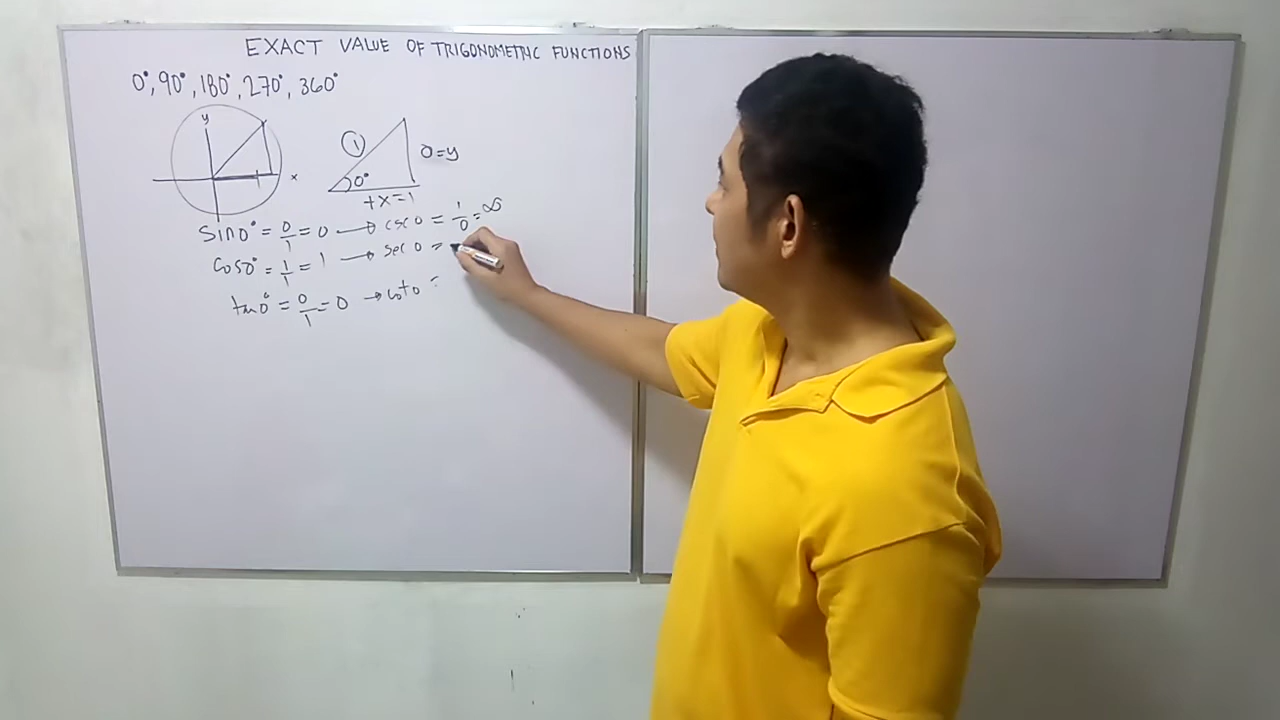 EXACT VALUE OF TRIGONOMETRIC FUNCTIONS
0°, 90°, 180°, 270°, 360°
y
x
1
0°
0=y
+x=1
sin0° = 0/1 = 0 → csc 0 = 1/0 = ∞
cos0° = 1/1 = 1 → sec 0 =
tan0° = 0/1 = 0 → cot 0 =